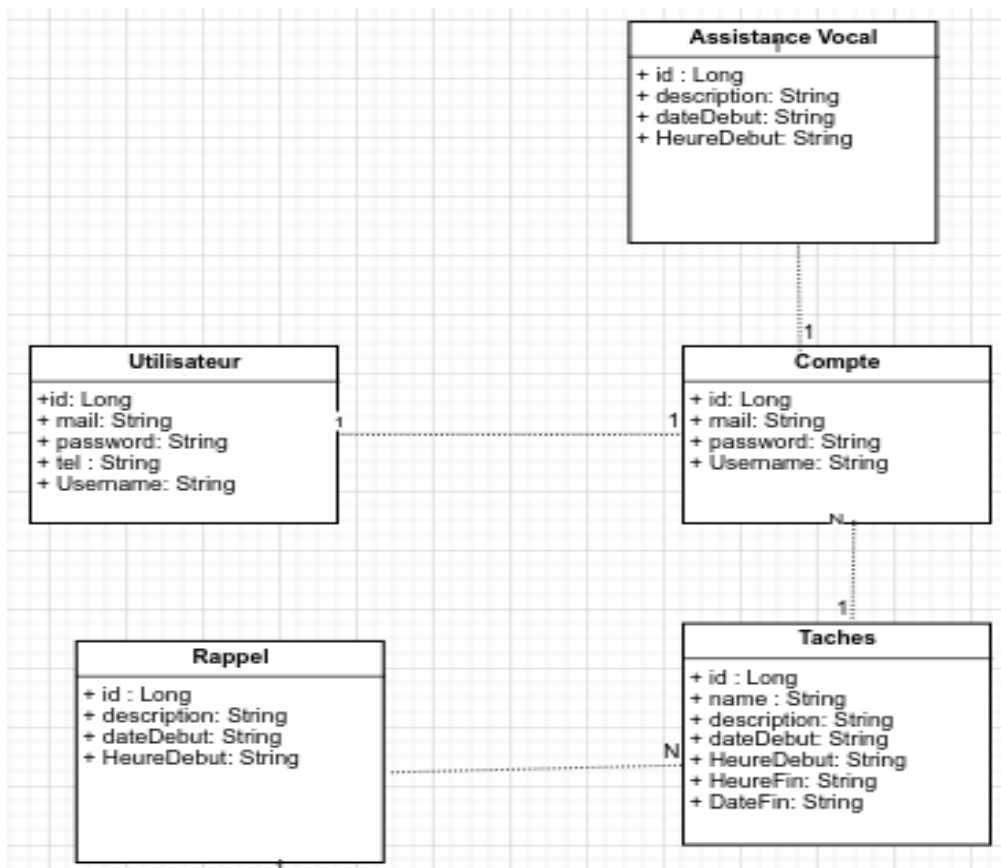 Assistance Vocal
+ id : Long
+ description: String
+ dateDebut: String
+ HeureDebut: String
1
Utilisateur
+id: Long
+ mail: String
+ password: String
+ tel : String
+ Username: String
1
1
Compte
+ id: Long
+ mail: String
+ password: String
+ Username: String
N
1
Rappel
+ id : Long
+ description: String
+ dateDebut: String
+ HeureDebut: String
N
Taches
+ id : Long
+ name : String
+ description: String
+ dateDebut: String
+ HeureDebut: String
+ HeureFin: String
+ DateFin: String